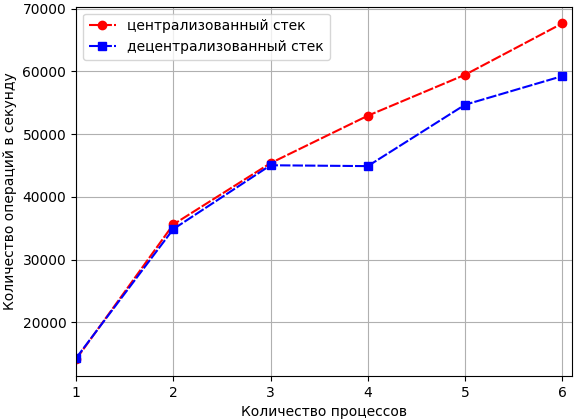 70000
60000
50000
40000
30000
20000
Количество операций в секунду
централизованный стек
децентрализованный стек
1 2 3 4 5 6
Количество процессов